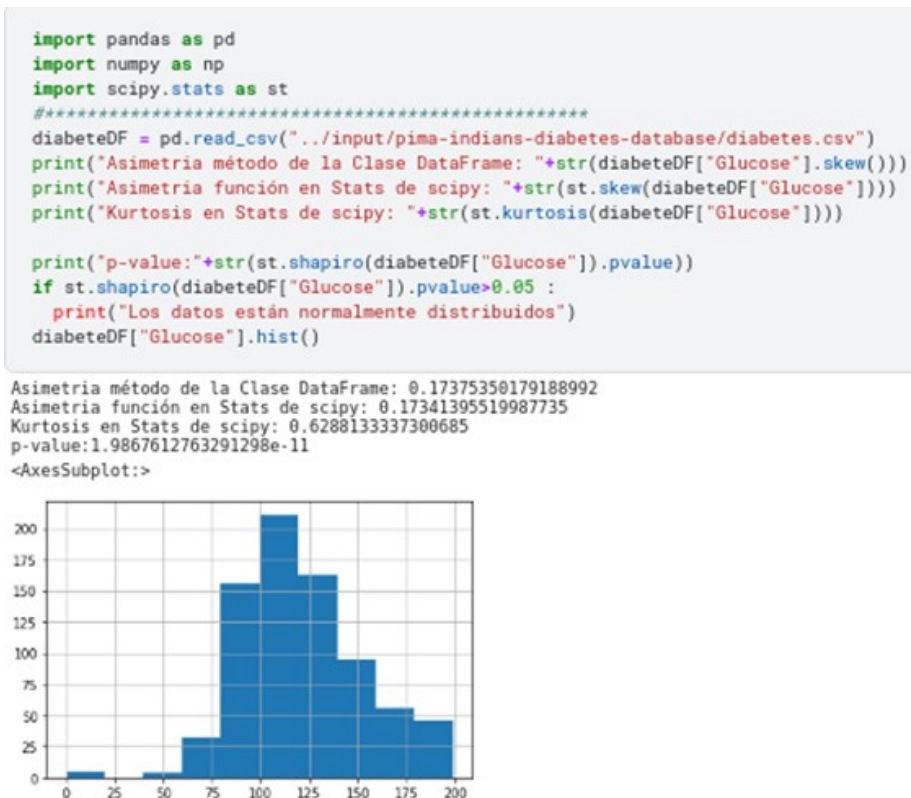 import pandas as pd
import numpy as np
import scipy.stats as st
#****************************************************
diabeteDF = pd.read_csv("../input/pima-indians-diabetes-database/diabetes.csv")
print("Asimetria método de la Clase DataFrame: "+str(diabeteDF["Glucose"].skew()))
print("Asimetria función en Stats de scipy: "+str(st.skew(diabeteDF["Glucose"])))
print("Kurtosis en Stats de scipy: "+str(st.kurtosis(diabeteDF["Glucose"])))
print("p-value:"+str(st.shapiro(diabeteDF["Glucose"]).pvalue))
if st.shapiro(diabeteDF["Glucose"]).pvalue>0.05 :
  print("Los datos están normalmente distribuidos")
diabeteDF["Glucose"].hist()
Asimetria método de la Clase DataFrame: 0.17375350179188992
Asimetria función en Stats de scipy: 0.17341395519987735
Kurtosis en Stats de scipy: 0.6288133337300685
p-value:1.9867612763291298e-11
<AxesSubplot:>
200
175
150
125
100
75
50
25
0
0 25 50 75 100 125 150 175 200